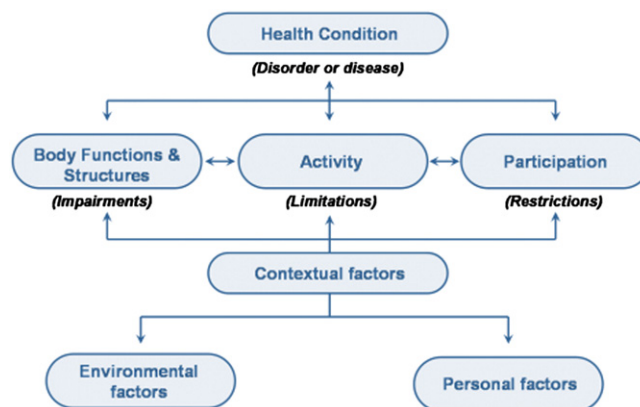 Health Condition
(Disorder or disease)
Body Functions &
Structures
Activity
Participation
(Impairments)
(Limitations)
(Restrictions)
Contextual factors
Environmental
factors
Personal factors